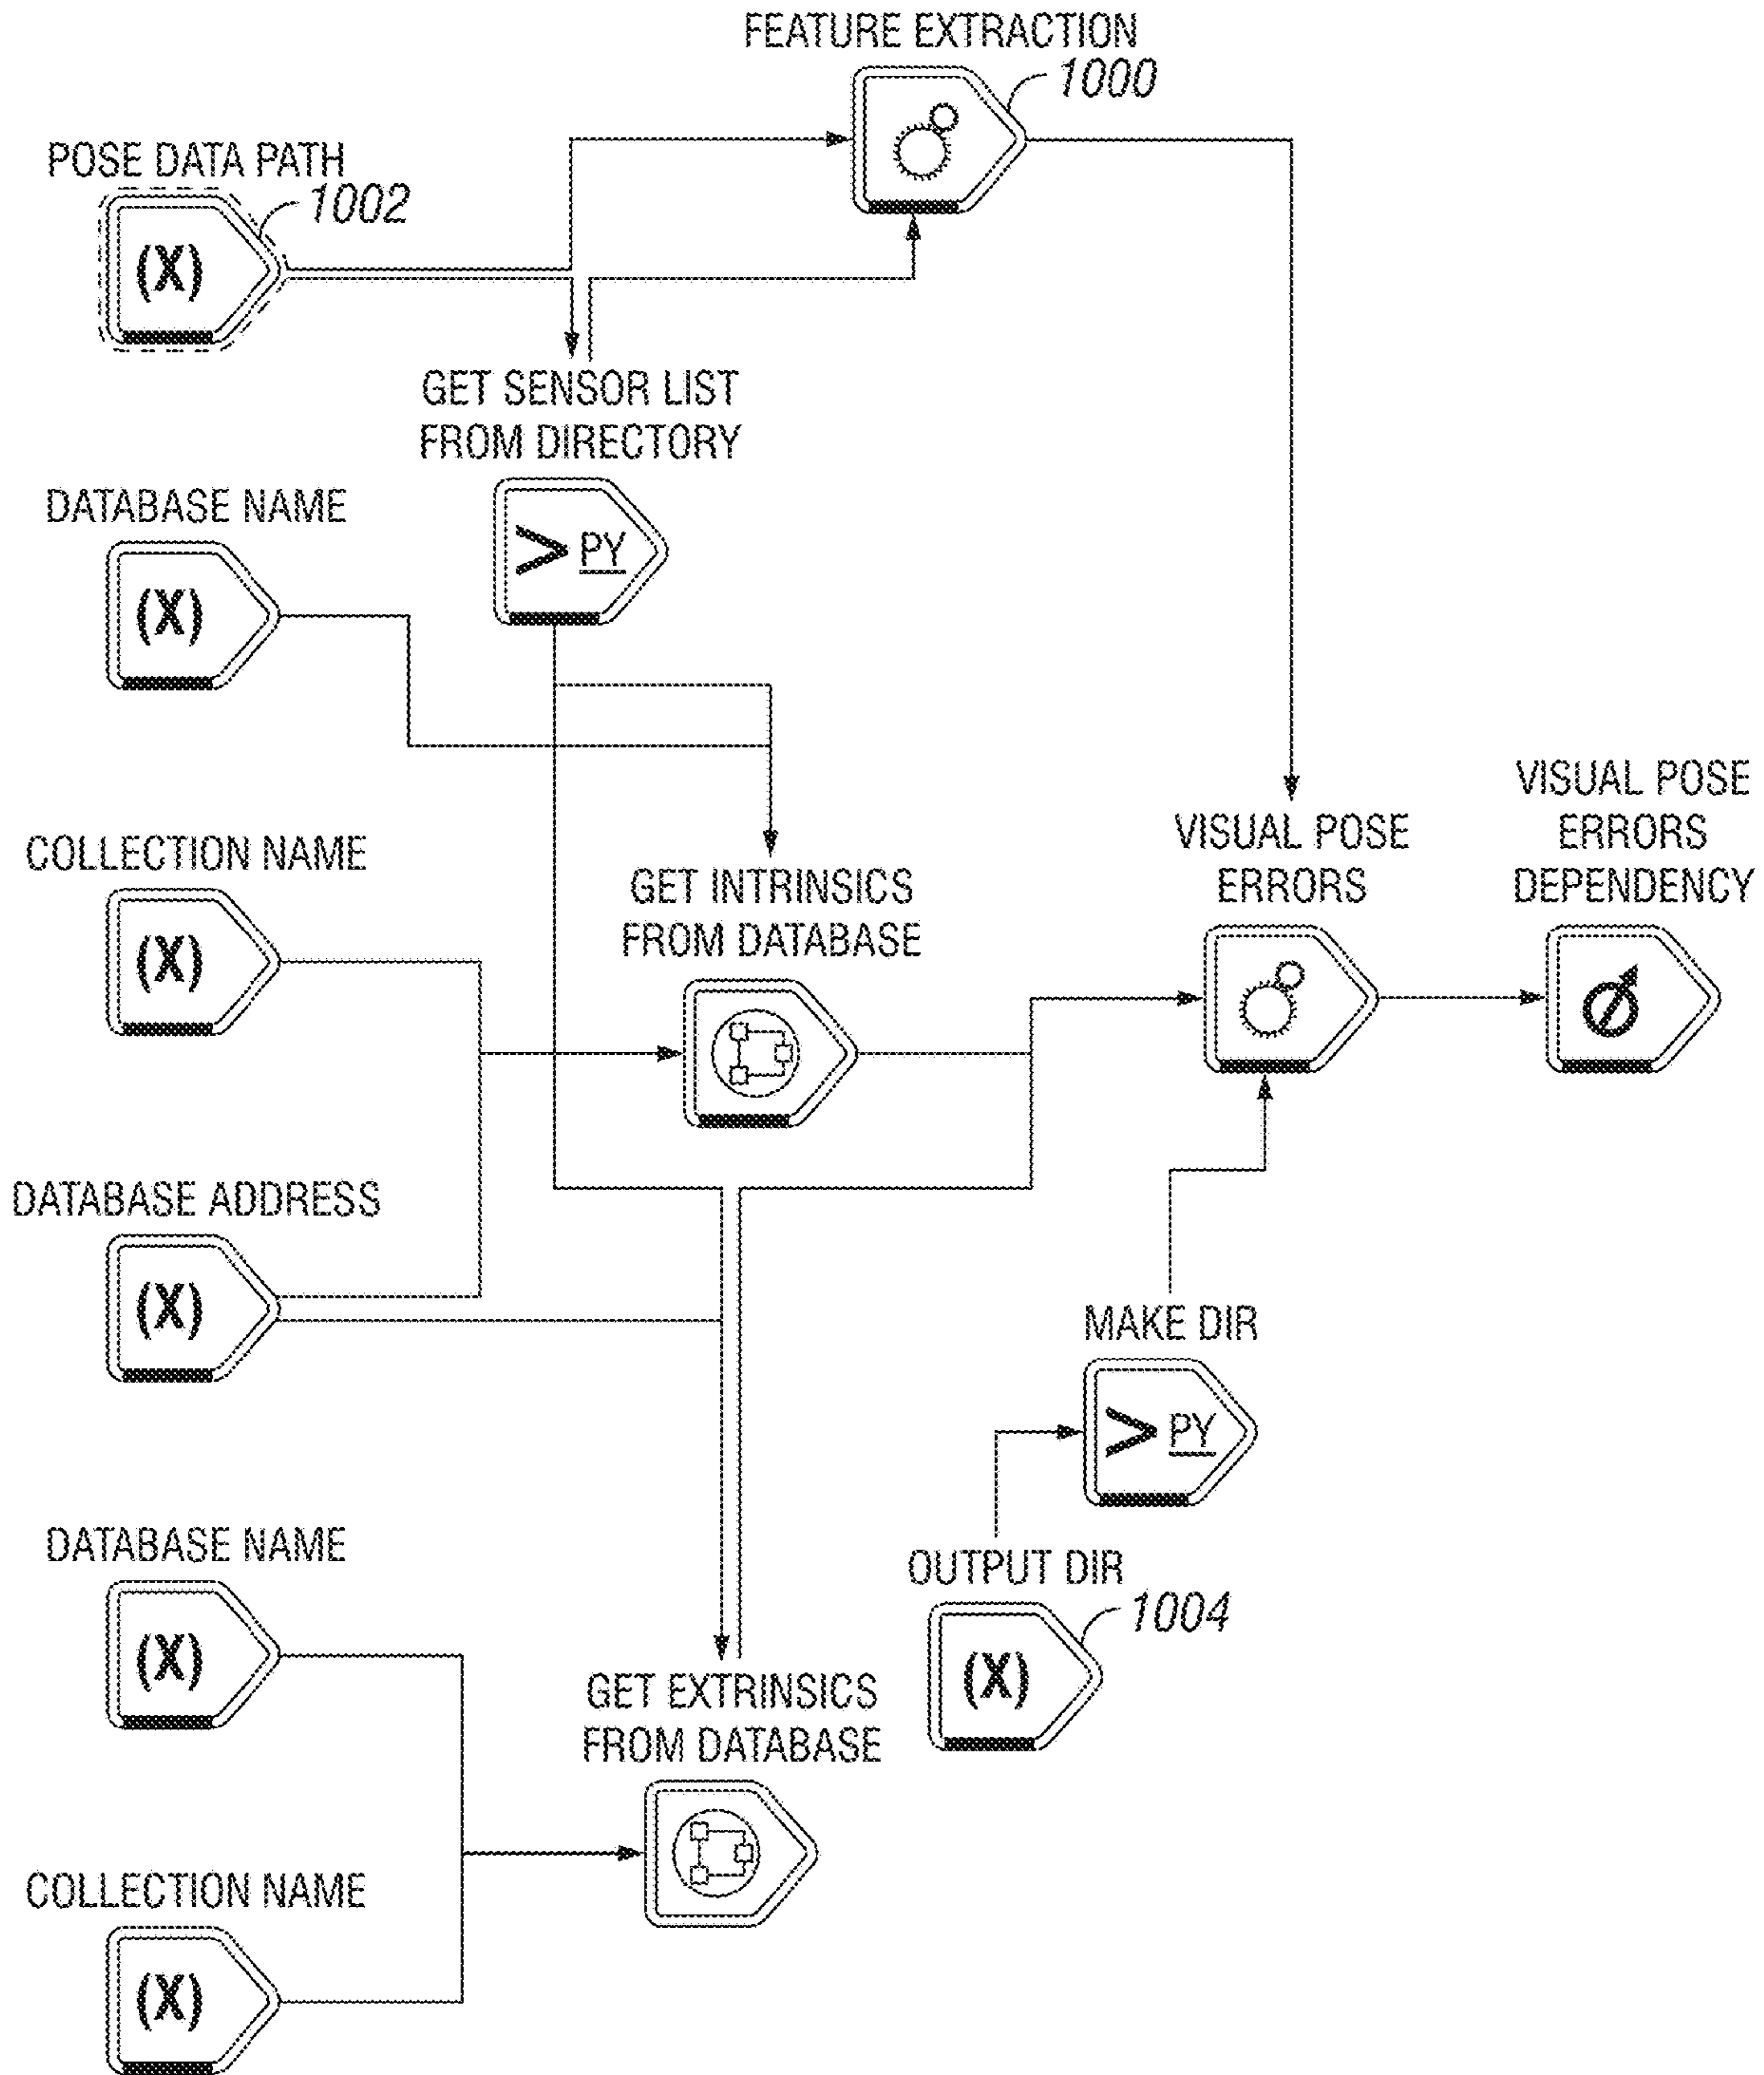 FEATURE EXTRACTION
1000
POSE DATA PATH
1002
(X)
GET SENSOR LIST
FROM DIRECTORY
> PY
DATABASE NAME
(X)
COLLECTION NAME
(X)
GET INTRINSICS
FROM DATABASE
VISUAL POSE
ERRORS
VISUAL POSE
ERRORS
DEPENDENCY
DATABASE ADDRESS
(X)
MAKE DIR
> PY
OUTPUT DIR
1004
(X)
DATABASE NAME
(X)
GET EXTRINSICS
FROM DATABASE
COLLECTION NAME
(X)